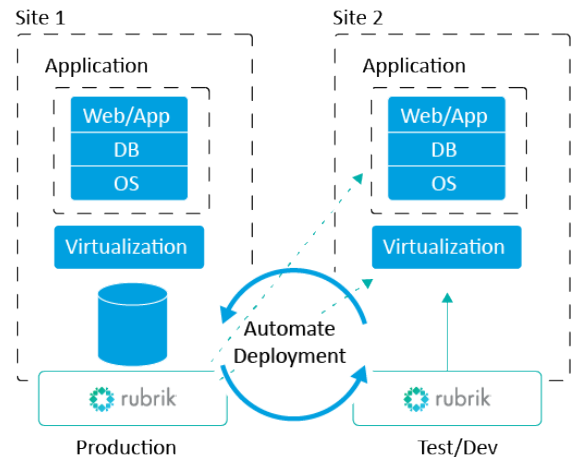 Site 1
Application
Web/App
DB
OS
Virtualization
rubrik
Production
Automate
Deployment
Site 2
Application
Web/App
DB
OS
Virtualization
rubrik
Test/Dev